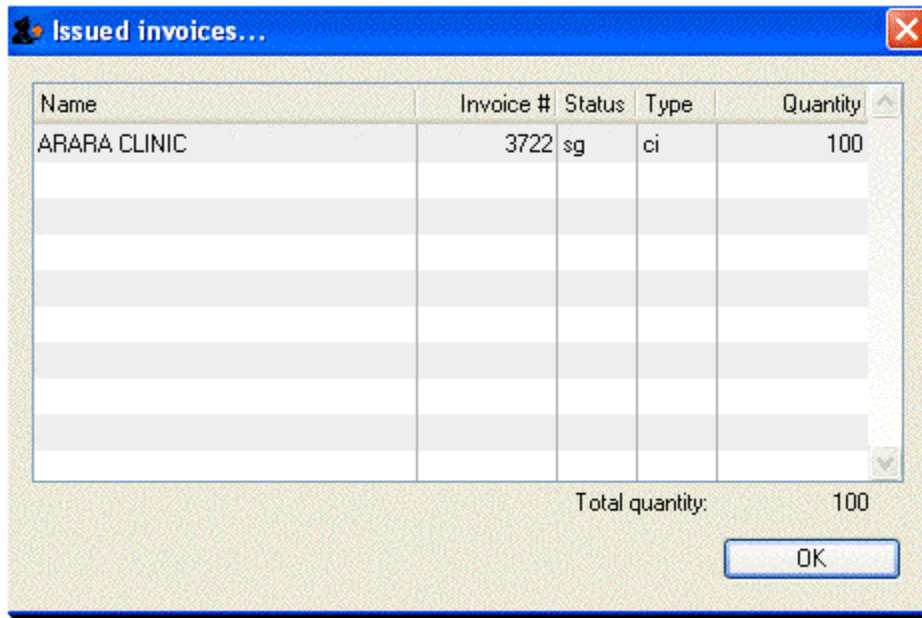 Issued invoices...
Name Invoice # Status Type Quantity
ARARA CLINIC 3722 sg ci 100
Total quantity: 100
OK